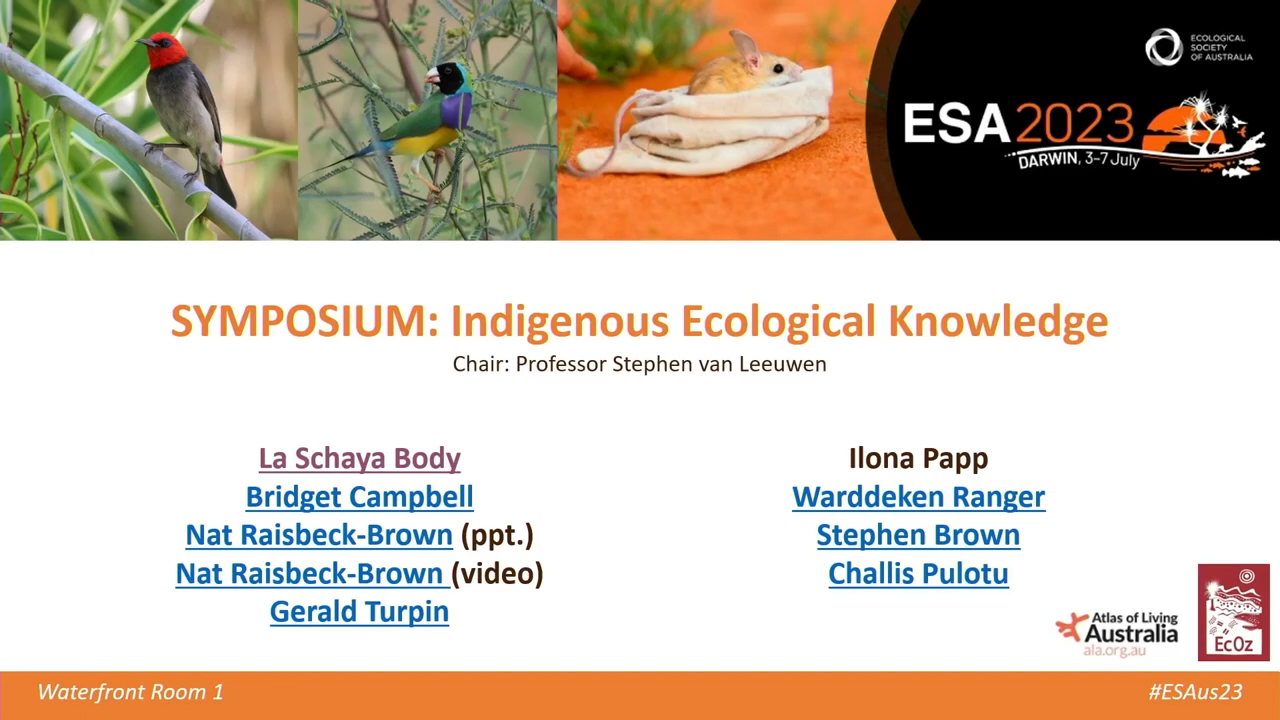 ECOLOGICAL
SOCIETY
OF AUSTRALIA
ESA 2023
DARWIN, 3-7 July
SYMPOSIUM: Indigenous Ecological Knowledge
Chair: Professor Stephen van Leeuwen
La Schaya Body
Bridget Campbell
Nat Raisbeck-Brown (ppt.)
Nat Raisbeck-Brown (video)
Gerald Turpin
Ilona Papp
Warddeken Ranger
Stephen Brown
Challis Pulotu
Atlas of Living
Australia
ala.org.au
EcOz
Waterfront Room 1
#ESAus23